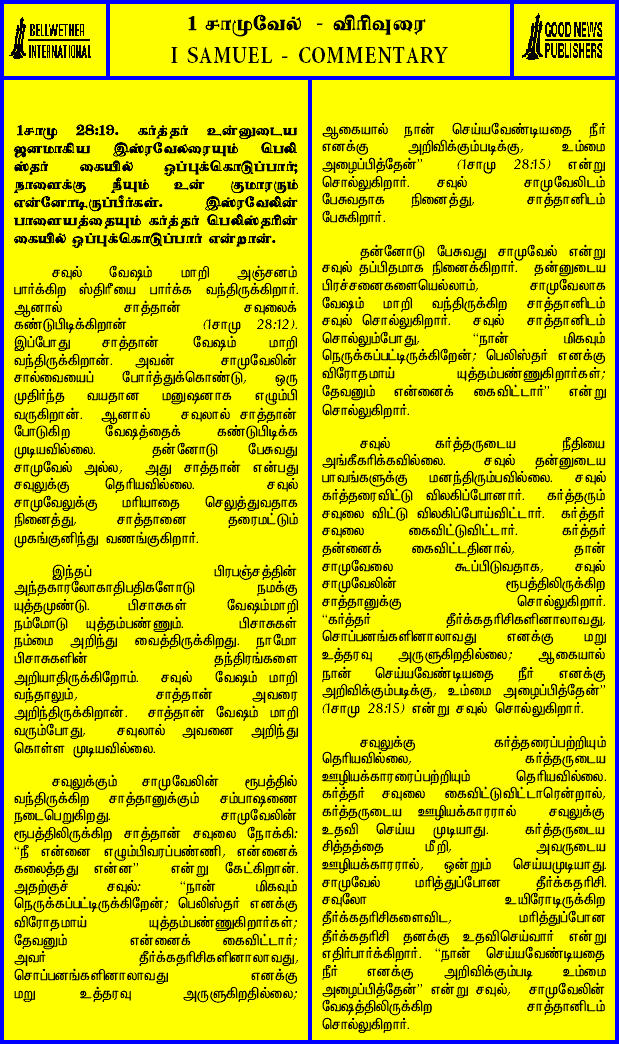 BELLWETHER
INTERNATIONAL
1 சாமுவேல் - விரிவுரை
I SAMUEL - COMMENTARY
GOOD NEWS
PUBLISHERS
1சாமு 28:19. கர்த்தர் உன்னுடைய
ஜனமாகிய இஸ்ரவேலரையும் பெலி
ஸ்தர் கையில் ஒப்புக்கொடுப்பார்;
நாளைக்கு நீயும் உன் குமாரரும்
என்னோடிருப்பீர்கள். இஸ்ரவேலின்
பாளையத்தையும் கர்த்தர் பெலிஸ்தரின்
கையில் ஒப்புக்கொடுப்பார் என்றான்.
சவுல் வேஷம் மாறி அஞ்சனம்
பார்க்கிற ஸ்திரீயை பார்க்க வந்திருக்கிறார்.
ஆனால் சாத்தான் சவுலைக்
கண்டுபிடிக்கிறான் (1சாமு 28:12).
இப்போது சாத்தான் வேஷம் மாறி
வந்திருக்கிறான். அவன் சாமுவேலின்
சால்வையைப் போர்த்துக்கொண்டு, ஒரு
முதிர்ந்த வயதான மனுஷனாக எழும்பி
வருகிறான். ஆனால் சவுலால் சாத்தான்
போடுகிற வேஷத்தைக் கண்டுபிடிக்க
முடியவில்லை. தன்னோடு பேசுவது
சாமுவேல் அல்ல, அது சாத்தான் என்பது
சவுலுக்கு தெரியவில்லை. சவுல்
சாமுவேலுக்கு மரியாதை செலுத்துவதாக
நினைத்து, சாத்தானை தரைமட்டும்
முகங்குனிந்து வணங்குகிறார்.
இந்தப் பிரபஞ்சத்தின்
அந்தகாரலோகாதிபதிகளோடு நமக்கு
யுத்தமுண்டு. பிசாசுகள் வேஷம்மாறி
நம்மோடு யுத்தம்பண்ணும். பிசாசுகள்
நம்மை அறிந்து வைத்திருக்கிறது. நாமோ
பிசாசுகளின் தந்திரங்களை
அறியாதிருக்கிறோம். சவுல் வேஷம் மாறி
வந்தாலும், சாத்தான் அவரை
அறிந்திருக்கிறான். சாத்தான் வேஷம் மாறி
வரும்போது, சவுலால் அவனை அறிந்து
கொள்ள முடியவில்லை.
சவுலுக்கும் சாமுவேலின் ரூபத்தில்
வந்திருக்கிற சாத்தானுக்கும் சம்பாஷணை
நடைபெறுகிறது. சாமுவேலின்
ரூபத்திலிருக்கிற சாத்தான் சவுலை நோக்கி:
“நீ என்னை எழும்பிவரப்பண்ணி, என்னைக்
கலைத்தது என்ன” என்று கேட்கிறான்.
அதற்குச் சவுல்: “நான் மிகவும்
நெருக்கப்பட்டிருக்கிறேன்; பெலிஸ்தர் எனக்கு
விரோதமாய் யுத்தம்பண்ணுகிறார்கள்;
தேவனும் என்னைக் கைவிட்டார்;
அவர் தீர்க்கதரிசிகளினாலாவது,
சொப்பனங்களினாலாவது எனக்கு
மறு உத்தரவு அருளுகிறதில்லை;
ஆகையால் நான் செய்யவேண்டியதை நீர்
எனக்கு அறிவிக்கும்படிக்கு, உம்மை
அழைப்பித்தேன்” (1சாமு 28:15) என்று
சொல்லுகிறார். சவுல் சாமுவேலிடம்
பேசுவதாக நினைத்து, சாத்தானிடம்
பேசுகிறார்.
தன்னோடு பேசுவது சாமுவேல் என்று
சவுல் தப்பிதமாக நினைக்கிறார். தன்னுடைய
பிரச்சனைகளையெல்லாம், சாமுவேலாக
வேஷம் மாறி வந்திருக்கிற சாத்தானிடம்
சவுல் சொல்லுகிறார். சவுல் சாத்தானிடம்
சொல்லும்போது, “நான் மிகவும்
நெருக்கப்பட்டிருக்கிறேன்; பெலிஸ்தர் எனக்கு
விரோதமாய் யுத்தம்பண்ணுகிறார்கள்;
தேவனும் என்னைக் கைவிட்டார்” என்று
சொல்லுகிறார்.
சவுல் கர்த்தருடைய நீதியை
அங்கீகரிக்கவில்லை. சவுல் தன்னுடைய
பாவங்களுக்கு மனந்திரும்பவில்லை. சவுல்
கர்த்தரைவிட்டு விலகிப்போனார். கர்த்தரும்
சவுலை விட்டு விலகிப்போய்விட்டார். கர்த்தர்
சவுலை கைவிட்டுவிட்டார். கர்த்தர்
தன்னைக் கைவிட்டதினால், தான்
சாமுவேலை கூப்பிடுவதாக, சவுல்
சாமுவேலின் ரூபத்திலிருக்கிற
சாத்தானுக்கு சொல்லுகிறார்.
“கர்த்தர் தீர்க்கதரிசிகளினாலாவது,
சொப்பனங்களினாலாவது எனக்கு மறு
உத்தரவு அருளுகிறதில்லை; ஆகையால்
நான் செய்யவேண்டியதை நீர் எனக்கு
அறிவிக்கும்படிக்கு, உம்மை அழைப்பித்தேன்”
(1சாமு 28:15) என்று சவுல் சொல்லுகிறார்.
சவுலுக்கு கர்த்தரைப்பற்றியும்
தெரியவில்லை, கர்த்தருடைய
ஊழியக்காரரைப்பற்றியும் தெரியவில்லை.
கர்த்தர் சவுலை கைவிட்டுவிட்டாரென்றால்,
கர்த்தருடைய ஊழியக்காரரால் சவுலுக்கு
உதவி செய்ய முடியாது. கர்த்தருடைய
சித்தத்தை மீறி, அவருடைய
ஊழியக்காரரால், ஒன்றும் செய்யமுடியாது.
சாமுவேல் மரித்துப்போன தீர்க்கதரிசி.
சவுலோ உயிரோடிருக்கிற
தீர்க்கதரிசிகளைவிட, மரித்துப்போன
தீர்க்கதரிசி தனக்கு உதவிசெய்வார் என்று
எதிர்பார்க்கிறார். “நான் செய்யவேண்டியதை
நீர் எனக்கு அறிவிக்கும்படி உம்மை
அழைப்பித்தேன்” என்று சவுல், சாமுவேலின்
வேஷத்திலிருக்கிற சாத்தானிடம்
சொல்லுகிறார்.